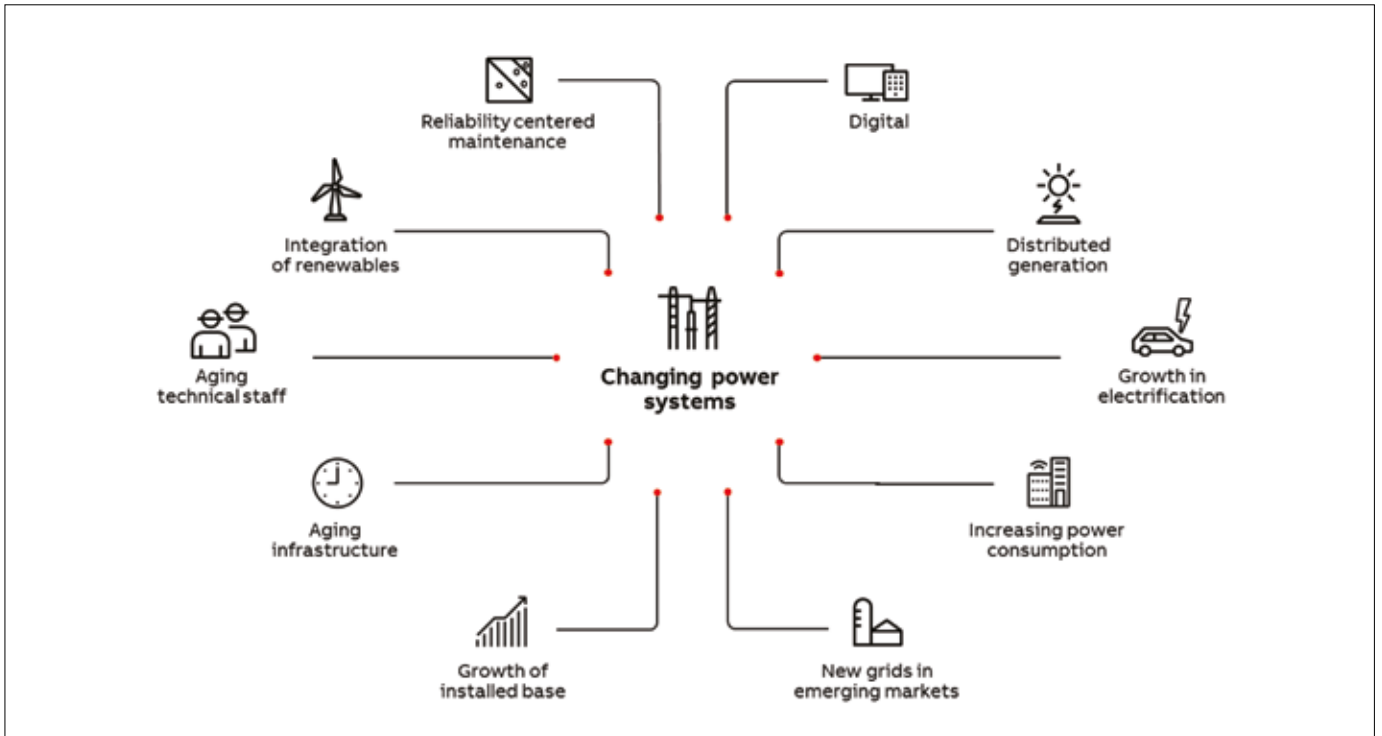 Reliability centered
maintenance
Digital
Integration
of renewables
Distributed
generation
Aging
technical staff
Changing power
systems
Growth in
electrification
Aging
infrastructure
Increasing power
consumption
Growth of
installed base
New grids in
emerging markets